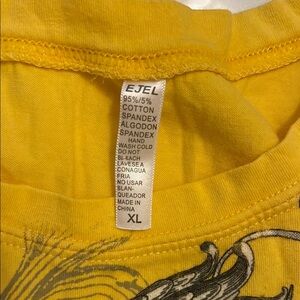 EJEL
95%/5%
COTTON
SPANDEX
ALGODON
SPANDEX
HAND
WASH COLD
DO NOT
BLEACH
LAVESE A
CONAGUA
FRIA
NO USAR
SLAN-
QUEADOR
MADE IN
CHINA
XL